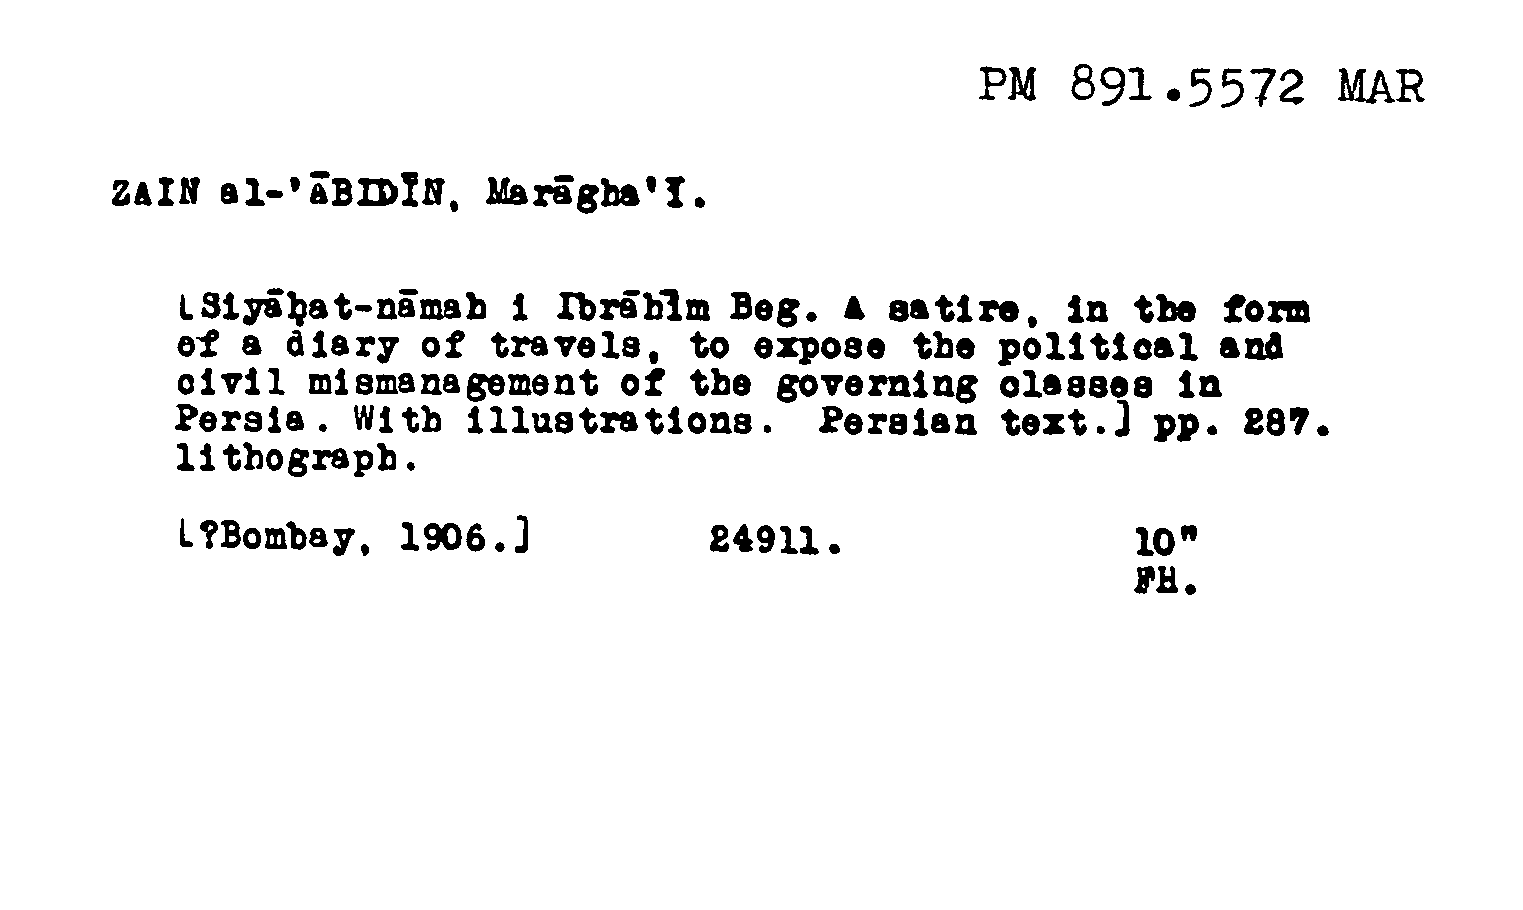 PM 891.5572 MAR
ZAIN al-'ĀBIDĪN, Marāgha'ī.
[Siyāḥat-nāmah i Ibrāhīm Beg. A satire, in the form
of a diary of travels, to expose the political and
civil mismanagement of the governing classes in
Persia. With illustrations. Persian text.] pp. 287.
lithograph.
[?Bombay, 1906.] 24911. 10"
FH.